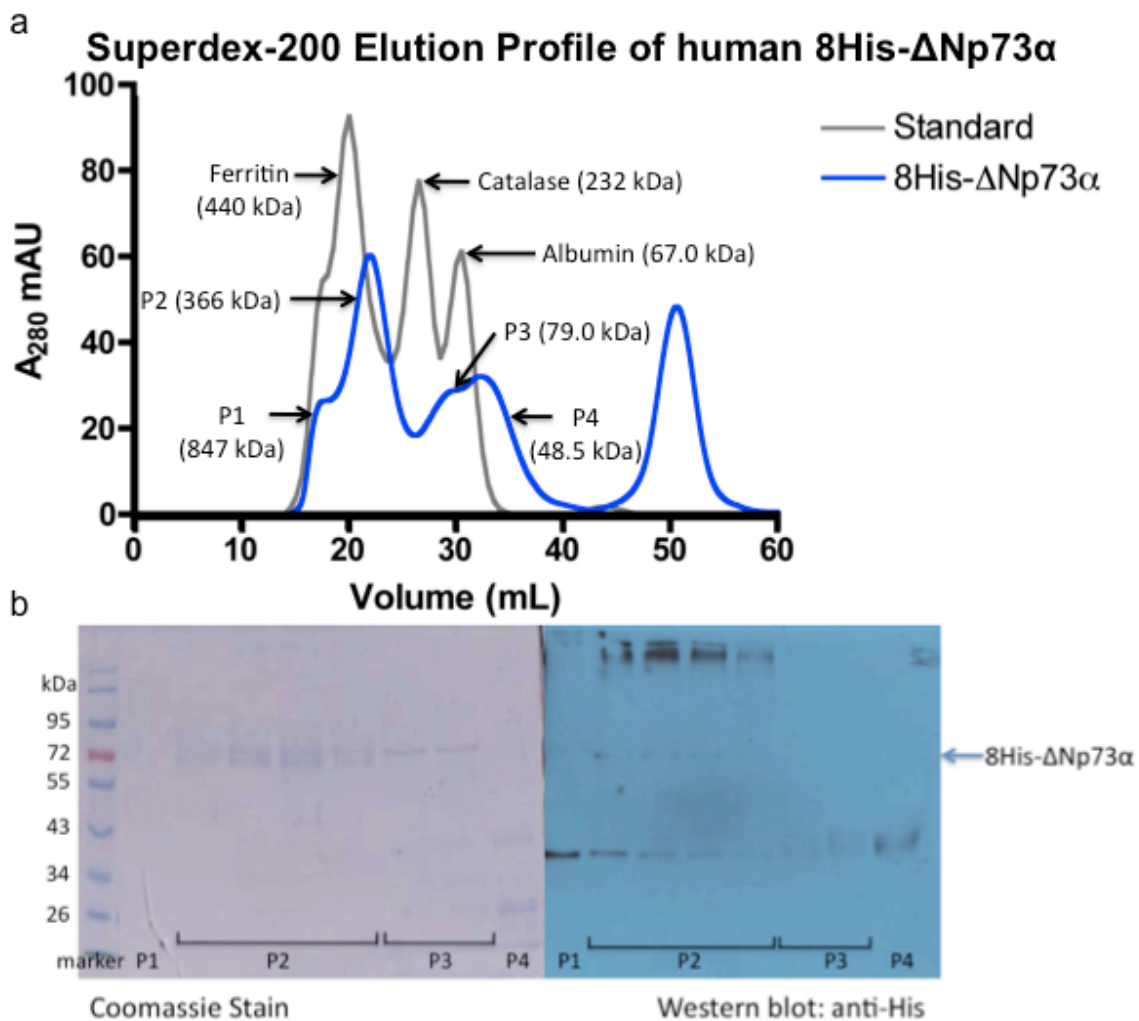 a
Superdex-200 Elution Profile of human 8His-ΔNp73α
100
80
60
40
20
0
A280 mAU
Ferritin
(440 kDa)
Catalase (232 kDa)
Albumin (67.0 kDa)
P2 (366 kDa)
P3 (79.0 kDa)
P1
(847 kDa)
P4
(48.5 kDa)
Standard
8His-ΔNp73α
0 10 20 30 40 50 60
Volume (mL)
b
kDa
95
72
55
43
34
26
8His-ΔNp73α
marker P1 P2 P3 P4 P1 P2 P3 P4
Coomassie Stain Western blot: anti-His